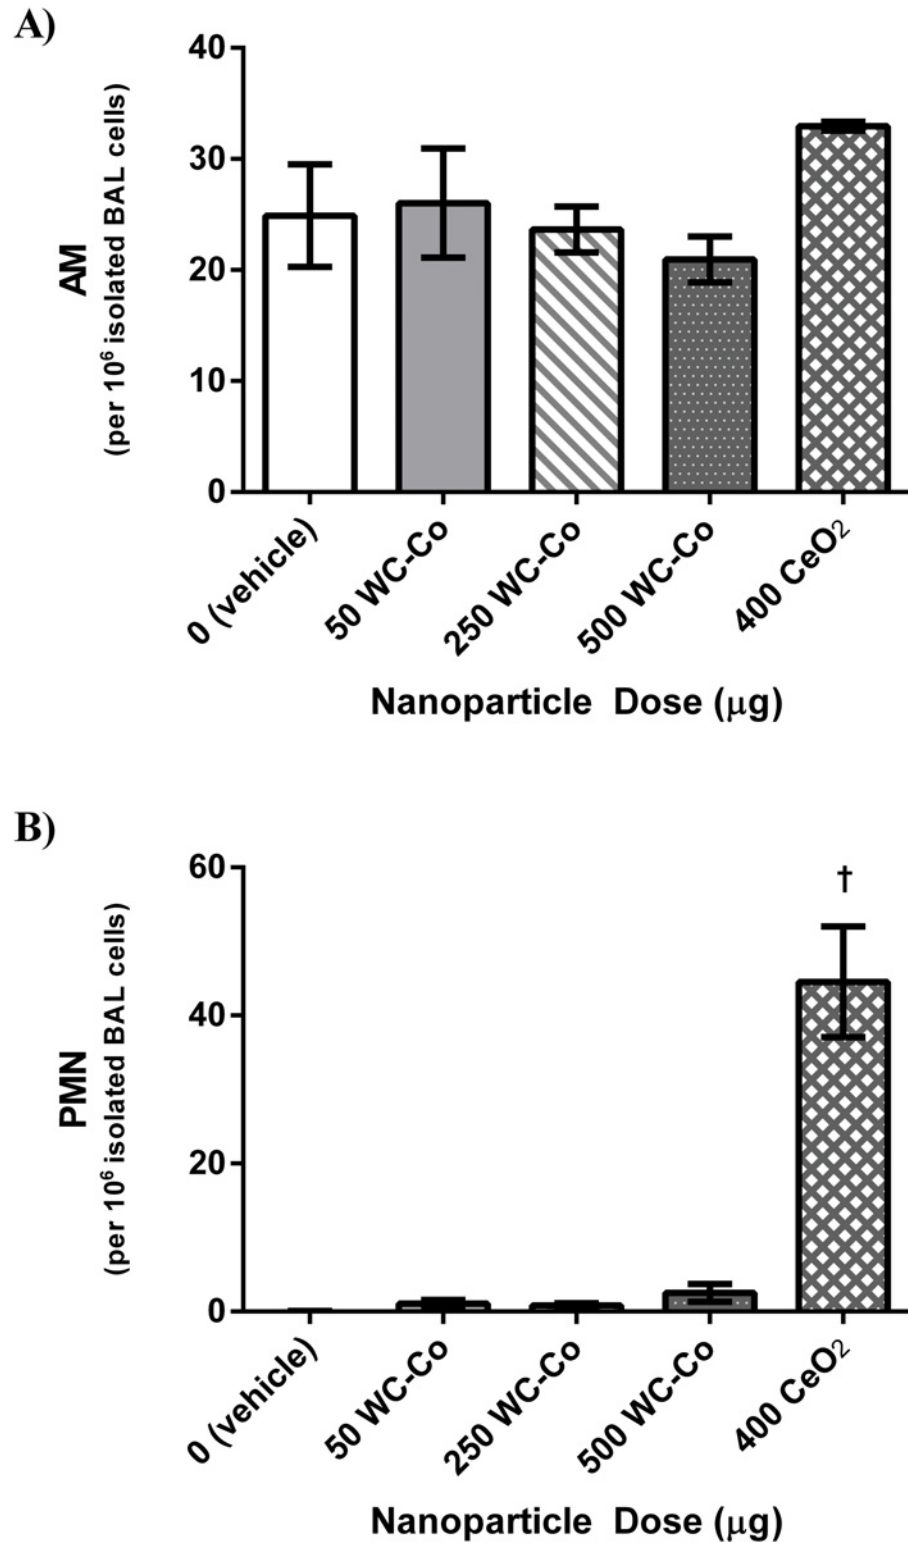 A)
40
30
20
10
0
AM
(per 10⁶ isolated BAL cells)
0 (vehicle)
50 WC-Co
250 WC-Co
500 WC-Co
400 CeO₂
Nanoparticle Dose (μg)
B)
60
40
20
0
PMN
(per 10⁶ isolated BAL cells)
†
0 (vehicle)
50 WC-Co
250 WC-Co
500 WC-Co
400 CeO₂
Nanoparticle Dose (μg)